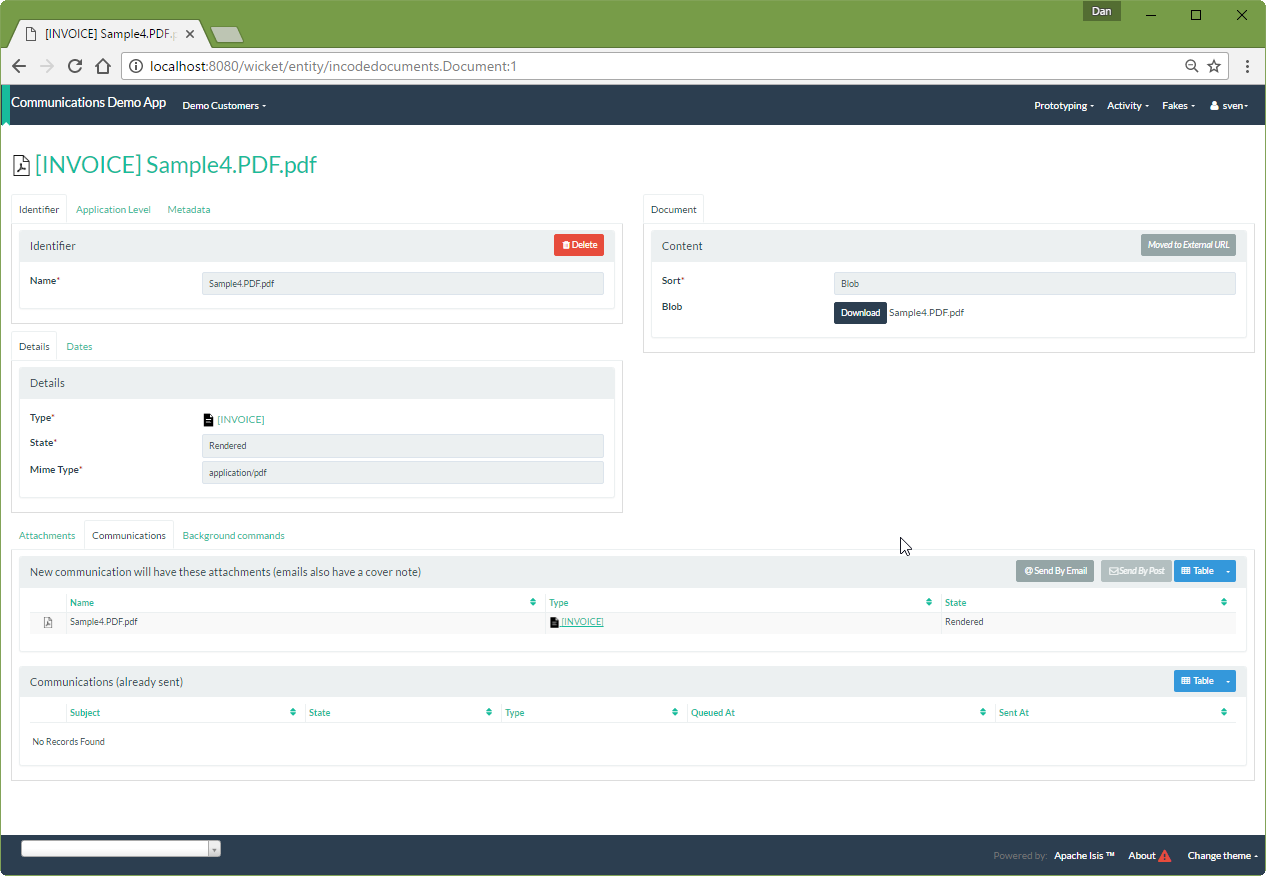 Dan
[INVOICE] Sample4.PDF.p
localhost:8080/wicket/entity/incodedocuments.Document:1
Communications Demo App Demo Customers Prototyping Activity Fakes sven
[INVOICE] Sample4.PDF.pdf
Identifier Application Level Metadata
Identifier Delete
Name* Sample4.PDF.pdf
Document
Content Moved to External URL
Sort* Blob
Blob Download Sample4.PDF.pdf
Details Dates
Details
Type* [INVOICE]
State* Rendered
Mime Type* application/pdf
Attachments Communications Background commands
New communication will have these attachments (emails also have a cover note) @Send By Email Send By Post Table
Name Type State
Sample4.PDF.pdf [INVOICE] Rendered
Communications (already sent) Table
Subject State Type Queued At Sent At
No Records Found
Powered by: Apache Isis ™ About Change theme